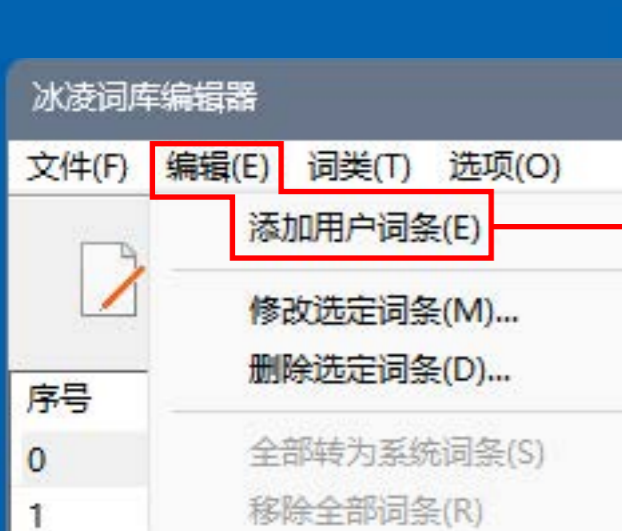 冰凌词库编辑器
文件(F) 编辑(E) 词类(T) 选项(O)
添加用户词条(E)
修改选定词条(M)...
删除选定词条(D)...
序号
全部转为系统词条(S)
0
移除全部词条(R)
1